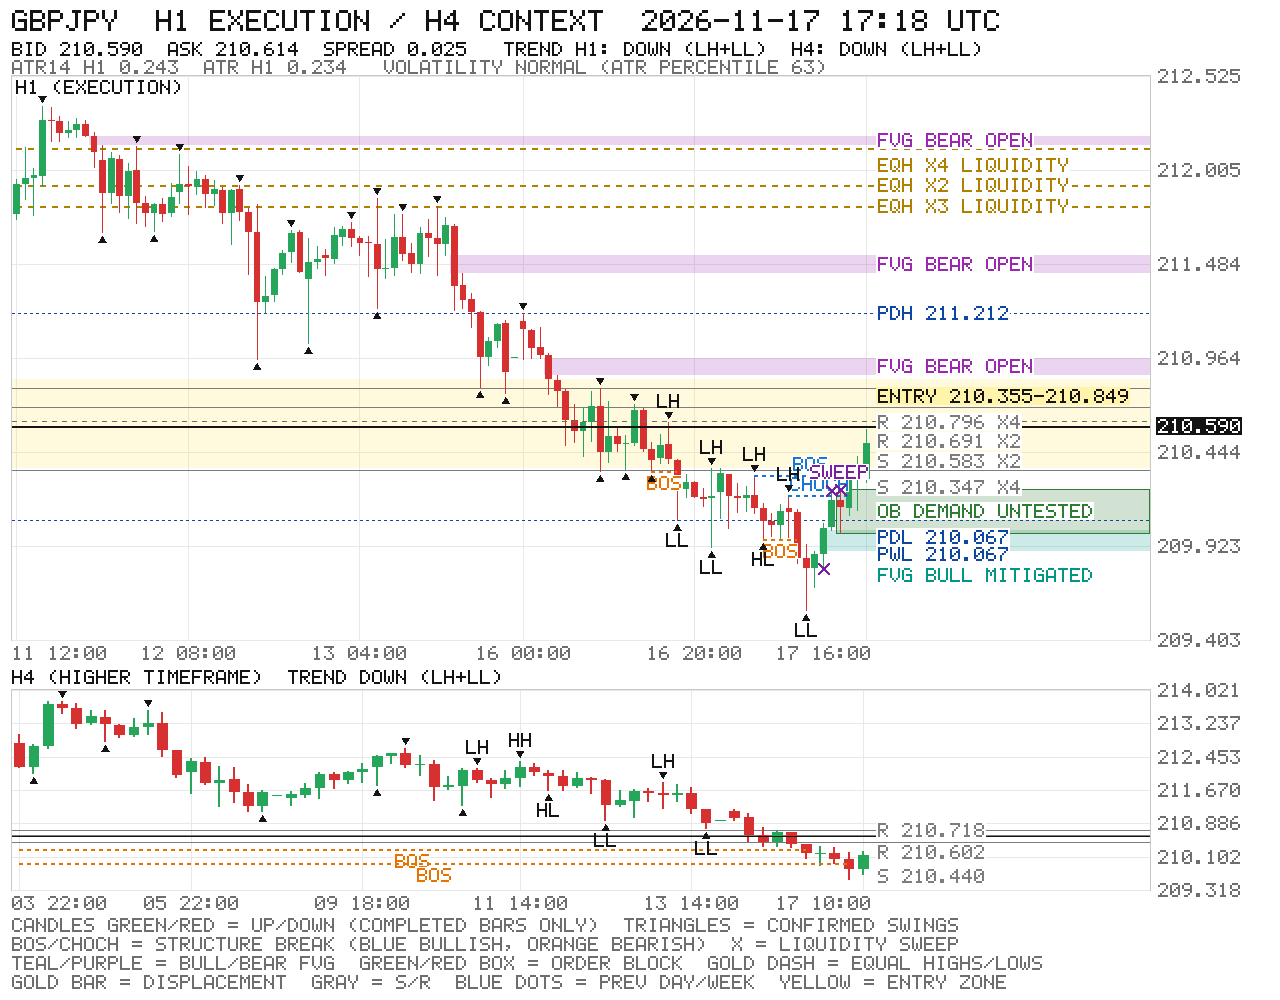 GBPJPY  H1 EXECUTION / H4 CONTEXT  2026-11-17 17:18 UTC
BID 210.590  ASK 210.614  SPREAD 0.025  TREND H1: DOWN (LH+LL)  H4: DOWN (LH+LL)
ATR14 H1 0.243  ATR H1 0.234  VOLATILITY NORMAL (ATR PERCENTILE 63)
212.525
H1 (EXECUTION)
FVG BEAR OPEN
EQH X4 LIQUIDITY
212.005
EQH X2 LIQUIDITY
EQH X3 LIQUIDITY
FVG BEAR OPEN
211.484
PDH 211.212
210.964
FVG BEAR OPEN
ENTRY 210.355-210.849
LH
R 210.796 X4
210.590
R 210.691 X2
LH
LH
210.444
S 210.583 X2
BOS
SWEEP
LH
BOS
CHOCH
S 210.347 X4
OB DEMAND UNTESTED
LL
PDL 210.067
209.923
BOS
PWL 210.067
HL
LL
FVG BULL MITIGATED
LL
209.403
11 12:00  12 08:00  13 04:00  16 00:00  16 20:00  17 16:00
H4 (HIGHER TIMEFRAME)  TREND DOWN (LH+LL)
214.021
213.237
LH
HH
212.453
LH
211.670
HL
210.886
R 210.718
LL
LL
R 210.602
210.102
BOS
BOS
S 210.440
209.318
03 22:00  05 22:00  09 18:00  11 14:00  13 14:00  17 10:00
CANDLES GREEN/RED = UP/DOWN (COMPLETED BARS ONLY)  TRIANGLES = CONFIRMED SWINGS
BOS/CHOCH = STRUCTURE BREAK (BLUE BULLISH, ORANGE BEARISH)  X = LIQUIDITY SWEEP
TEAL/PURPLE = BULL/BEAR FVG  GREEN/RED BOX = ORDER BLOCK  GOLD DASH = EQUAL HIGHS/LOWS
GOLD BAR = DISPLACEMENT  GRAY = S/R  BLUE DOTS = PREV DAY/WEEK  YELLOW = ENTRY ZONE